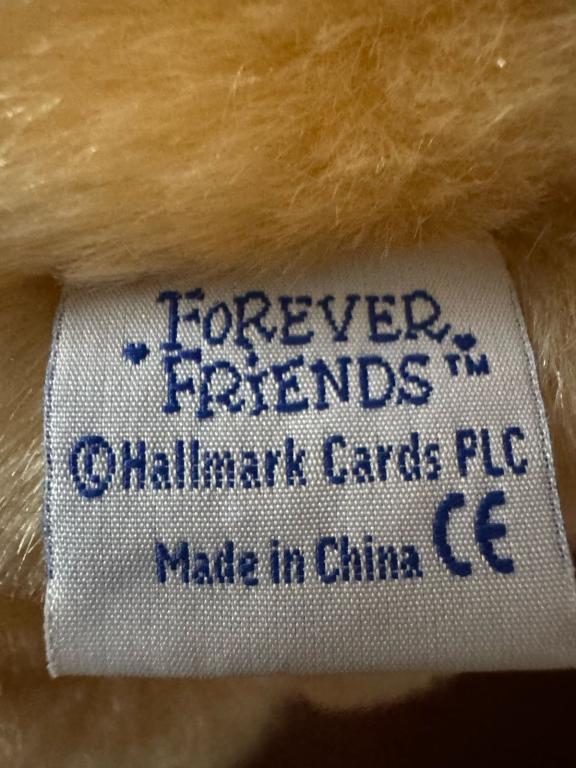 FOREVER
FRIENDS™
©Hallmark Cards PLC
Made in China CE